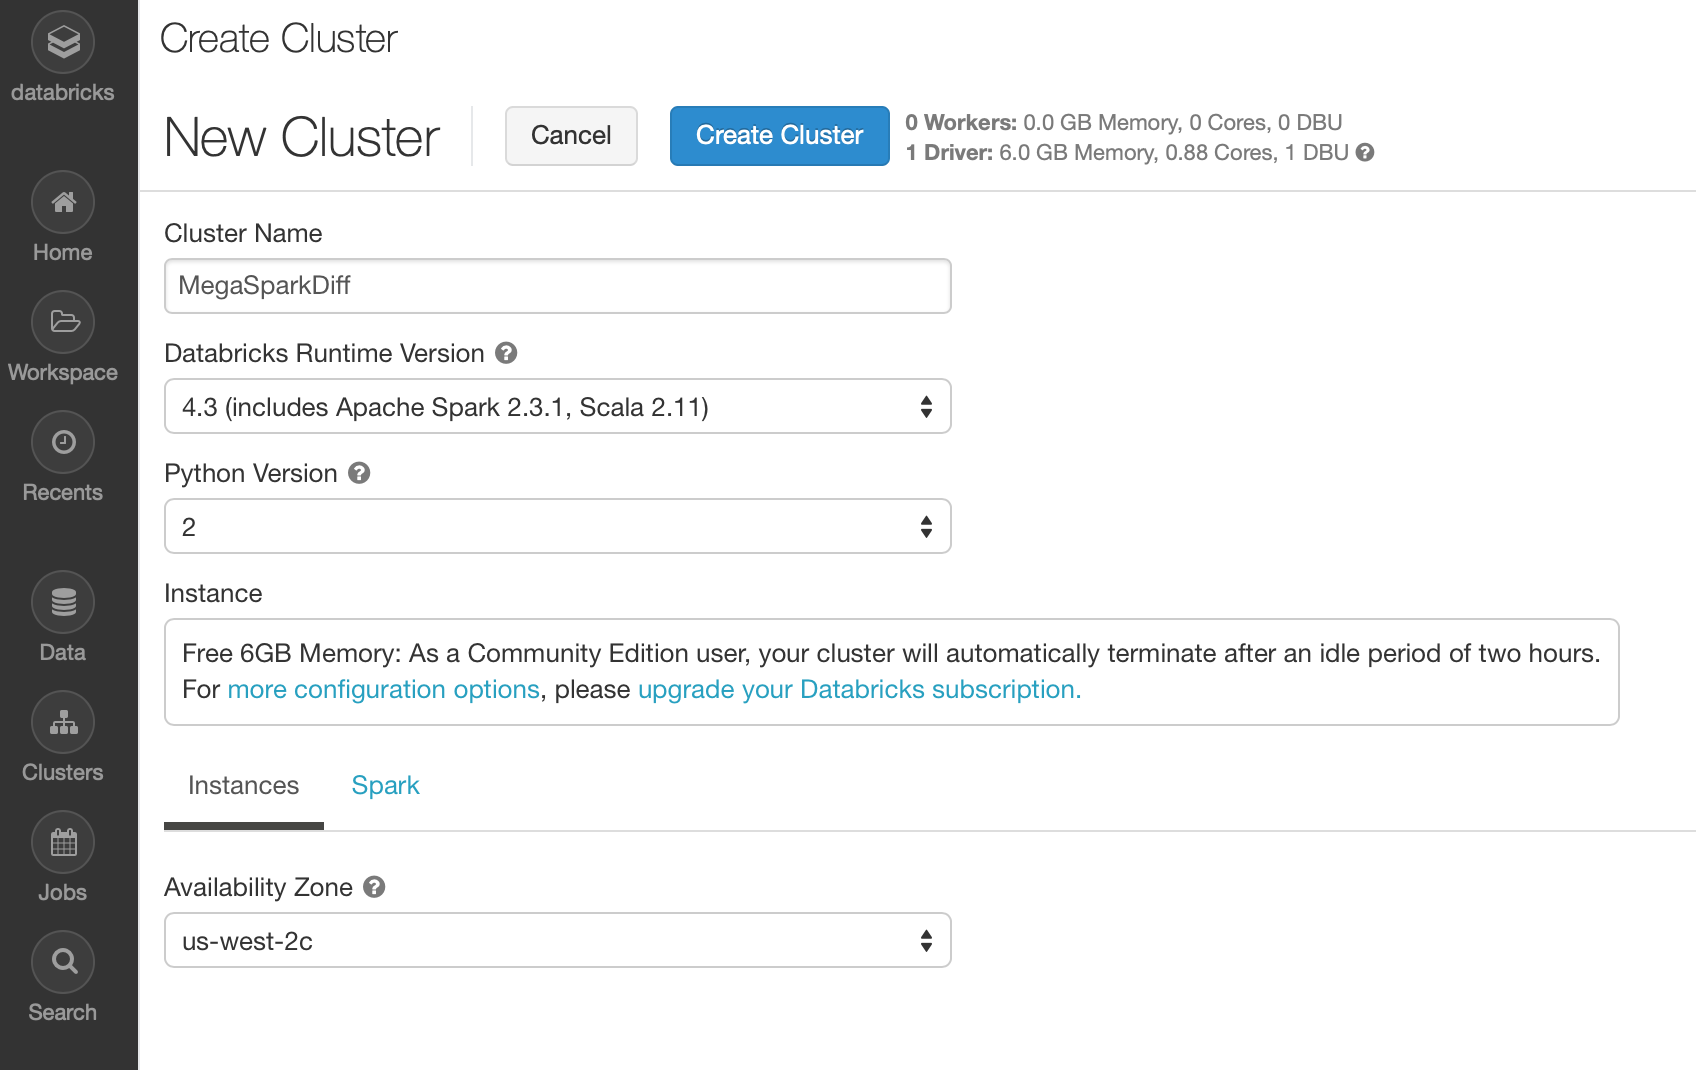 databricks
Home
Workspace
Recents
Data
Clusters
Jobs
Search
Create Cluster
New Cluster
Cancel
Create Cluster
0 Workers: 0.0 GB Memory, 0 Cores, 0 DBU
1 Driver: 6.0 GB Memory, 0.88 Cores, 1 DBU ?
Cluster Name
MegaSparkDiff
Databricks Runtime Version ?
4.3 (includes Apache Spark 2.3.1, Scala 2.11)
Python Version ?
2
Instance
Free 6GB Memory: As a Community Edition user, your cluster will automatically terminate after an idle period of two hours.
For more configuration options, please upgrade your Databricks subscription.
Instances
Spark
Availability Zone ?
us-west-2c